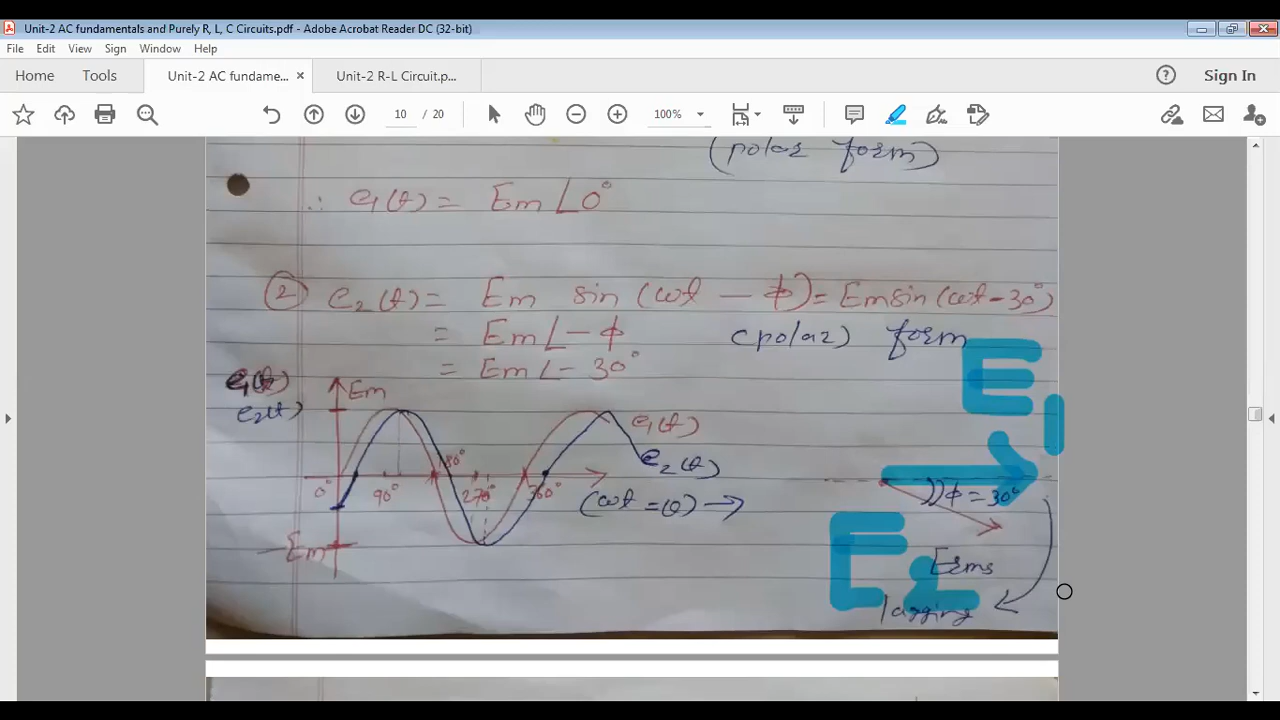 Unit-2 AC fundamentals and Purely R, L, C Circuits.pdf - Adobe Acrobat Reader DC (32-bit)
File Edit View Sign Window Help
Home Tools Unit-2 AC fundame... × Unit-2 R-L Circuit.p... Sign In
10 / 20 100%
(polar form)
∴ e₁(t) = Em ∠0°
② e₂(t) = Em sin (ωt - ϕ) = Em sin (ωt - 30°)
= Em ∠-ϕ (polar) form
= Em ∠-30°
E1
e₁(t) Em
e₂(t)
e₁(t)
180° e₂(t)
0° 90° 270° 360° (ωt = θ) → ϕ = 30°
-Em E2 Erms
lagging